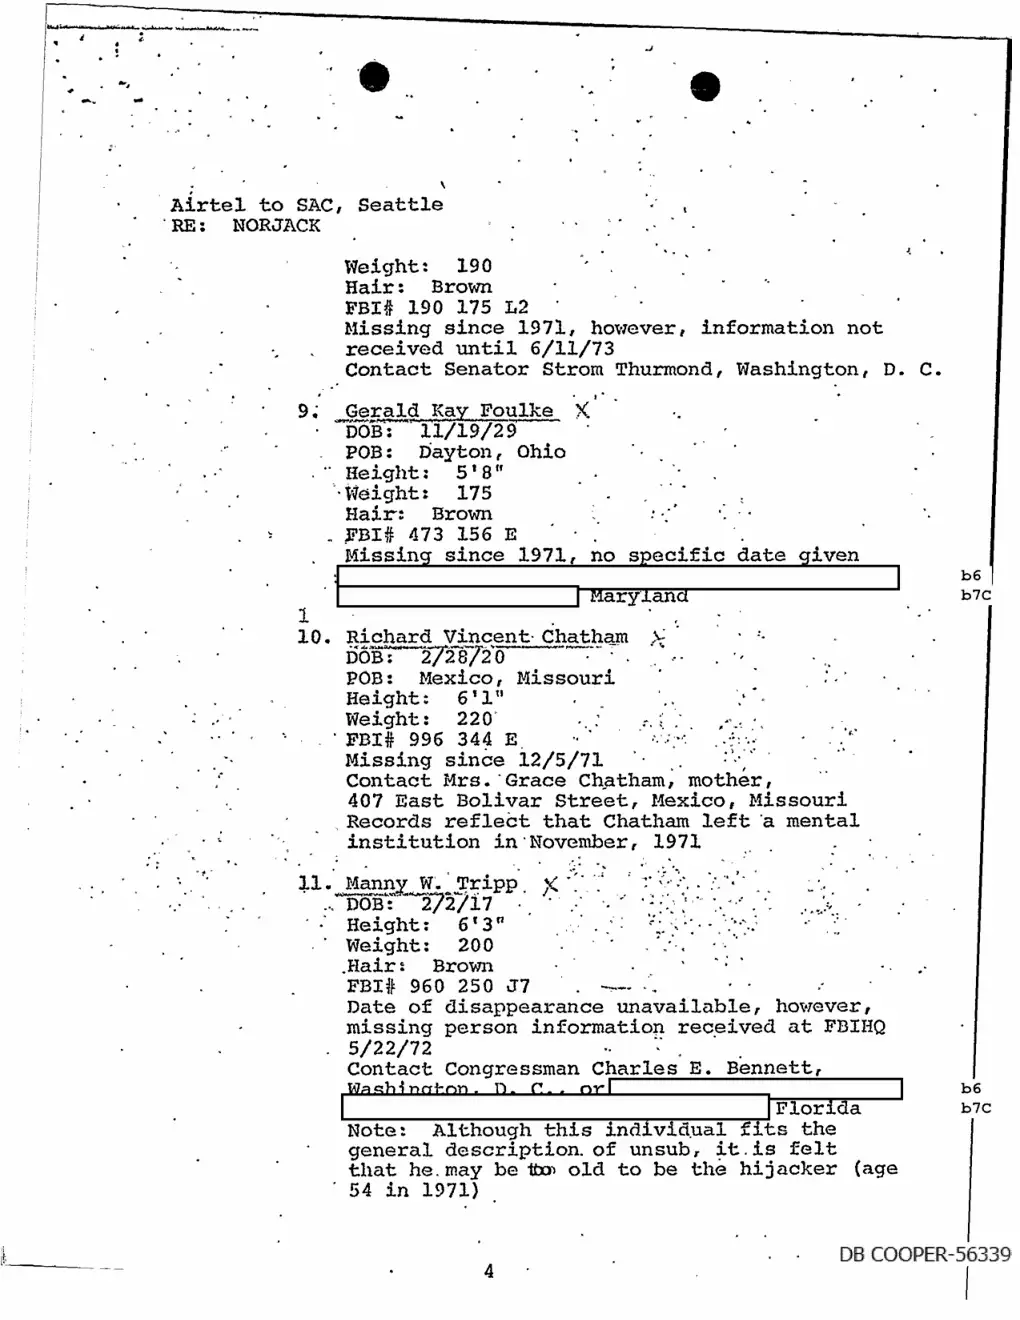 Airtel to SAC, Seattle
RE: NORJACK
Weight: 190
Hair: Brown
FBI# 190 175 L2
Missing since 1971, however, information not
received until 6/11/73
Contact Senator Strom Thurmond, Washington, D. C.
9. Gerald Kay Foulke X
DOB: 11/19/29
POB: Dayton, Ohio
Height: 5'8"
Weight: 175
Hair: Brown
FBI# 473 156 E
Missing since 1971, no specific date given
b6
Maryland b7C
1
10. Richard Vincent Chatham X
DOB: 2/28/20
POB: Mexico, Missouri
Height: 6'1"
Weight: 220
FBI# 996 344 E
Missing since 12/5/71
Contact Mrs. Grace Chatham, mother,
407 East Bolivar Street, Mexico, Missouri
Records reflect that Chatham left a mental
institution in November, 1971
11. Manny W. Tripp X
DOB: 2/2/17
Height: 6'3"
Weight: 200
Hair: Brown
FBI# 960 250 J7
Date of disappearance unavailable, however,
missing person information received at FBIHQ
5/22/72
Contact Congressman Charles E. Bennett,
Washington, D. C., or b6
Florida b7C
Note: Although this individual fits the
general description of unsub, it is felt
that he may be too old to be the hijacker (age
54 in 1971)
DB COOPER-56339
4